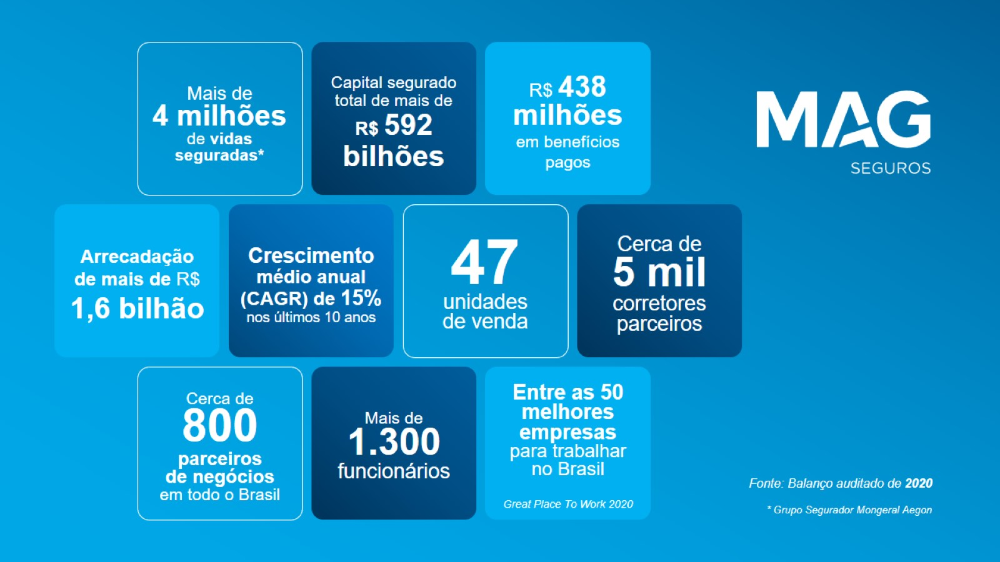 Mais de
4 milhões
de vidas
seguradas*
Capital segurado
total de mais de
R$ 592
bilhões
R$ 438
milhões
em benefícios
pagos
MAG
SEGUROS
Arrecadação
de mais de R$
1,6 bilhão
Crescimento
médio anual
(CAGR) de 15%
nos últimos 10 anos
47
unidades
de venda
Cerca de
5 mil
corretores
parceiros
Cerca de
800
parceiros
de negócios
em todo o Brasil
Mais de
1.300
funcionários
Entre as 50
melhores
empresas
para trabalhar
no Brasil
Great Place To Work 2020
Fonte: Balanço auditado de 2020
* Grupo Segurador Mongeral Aegon